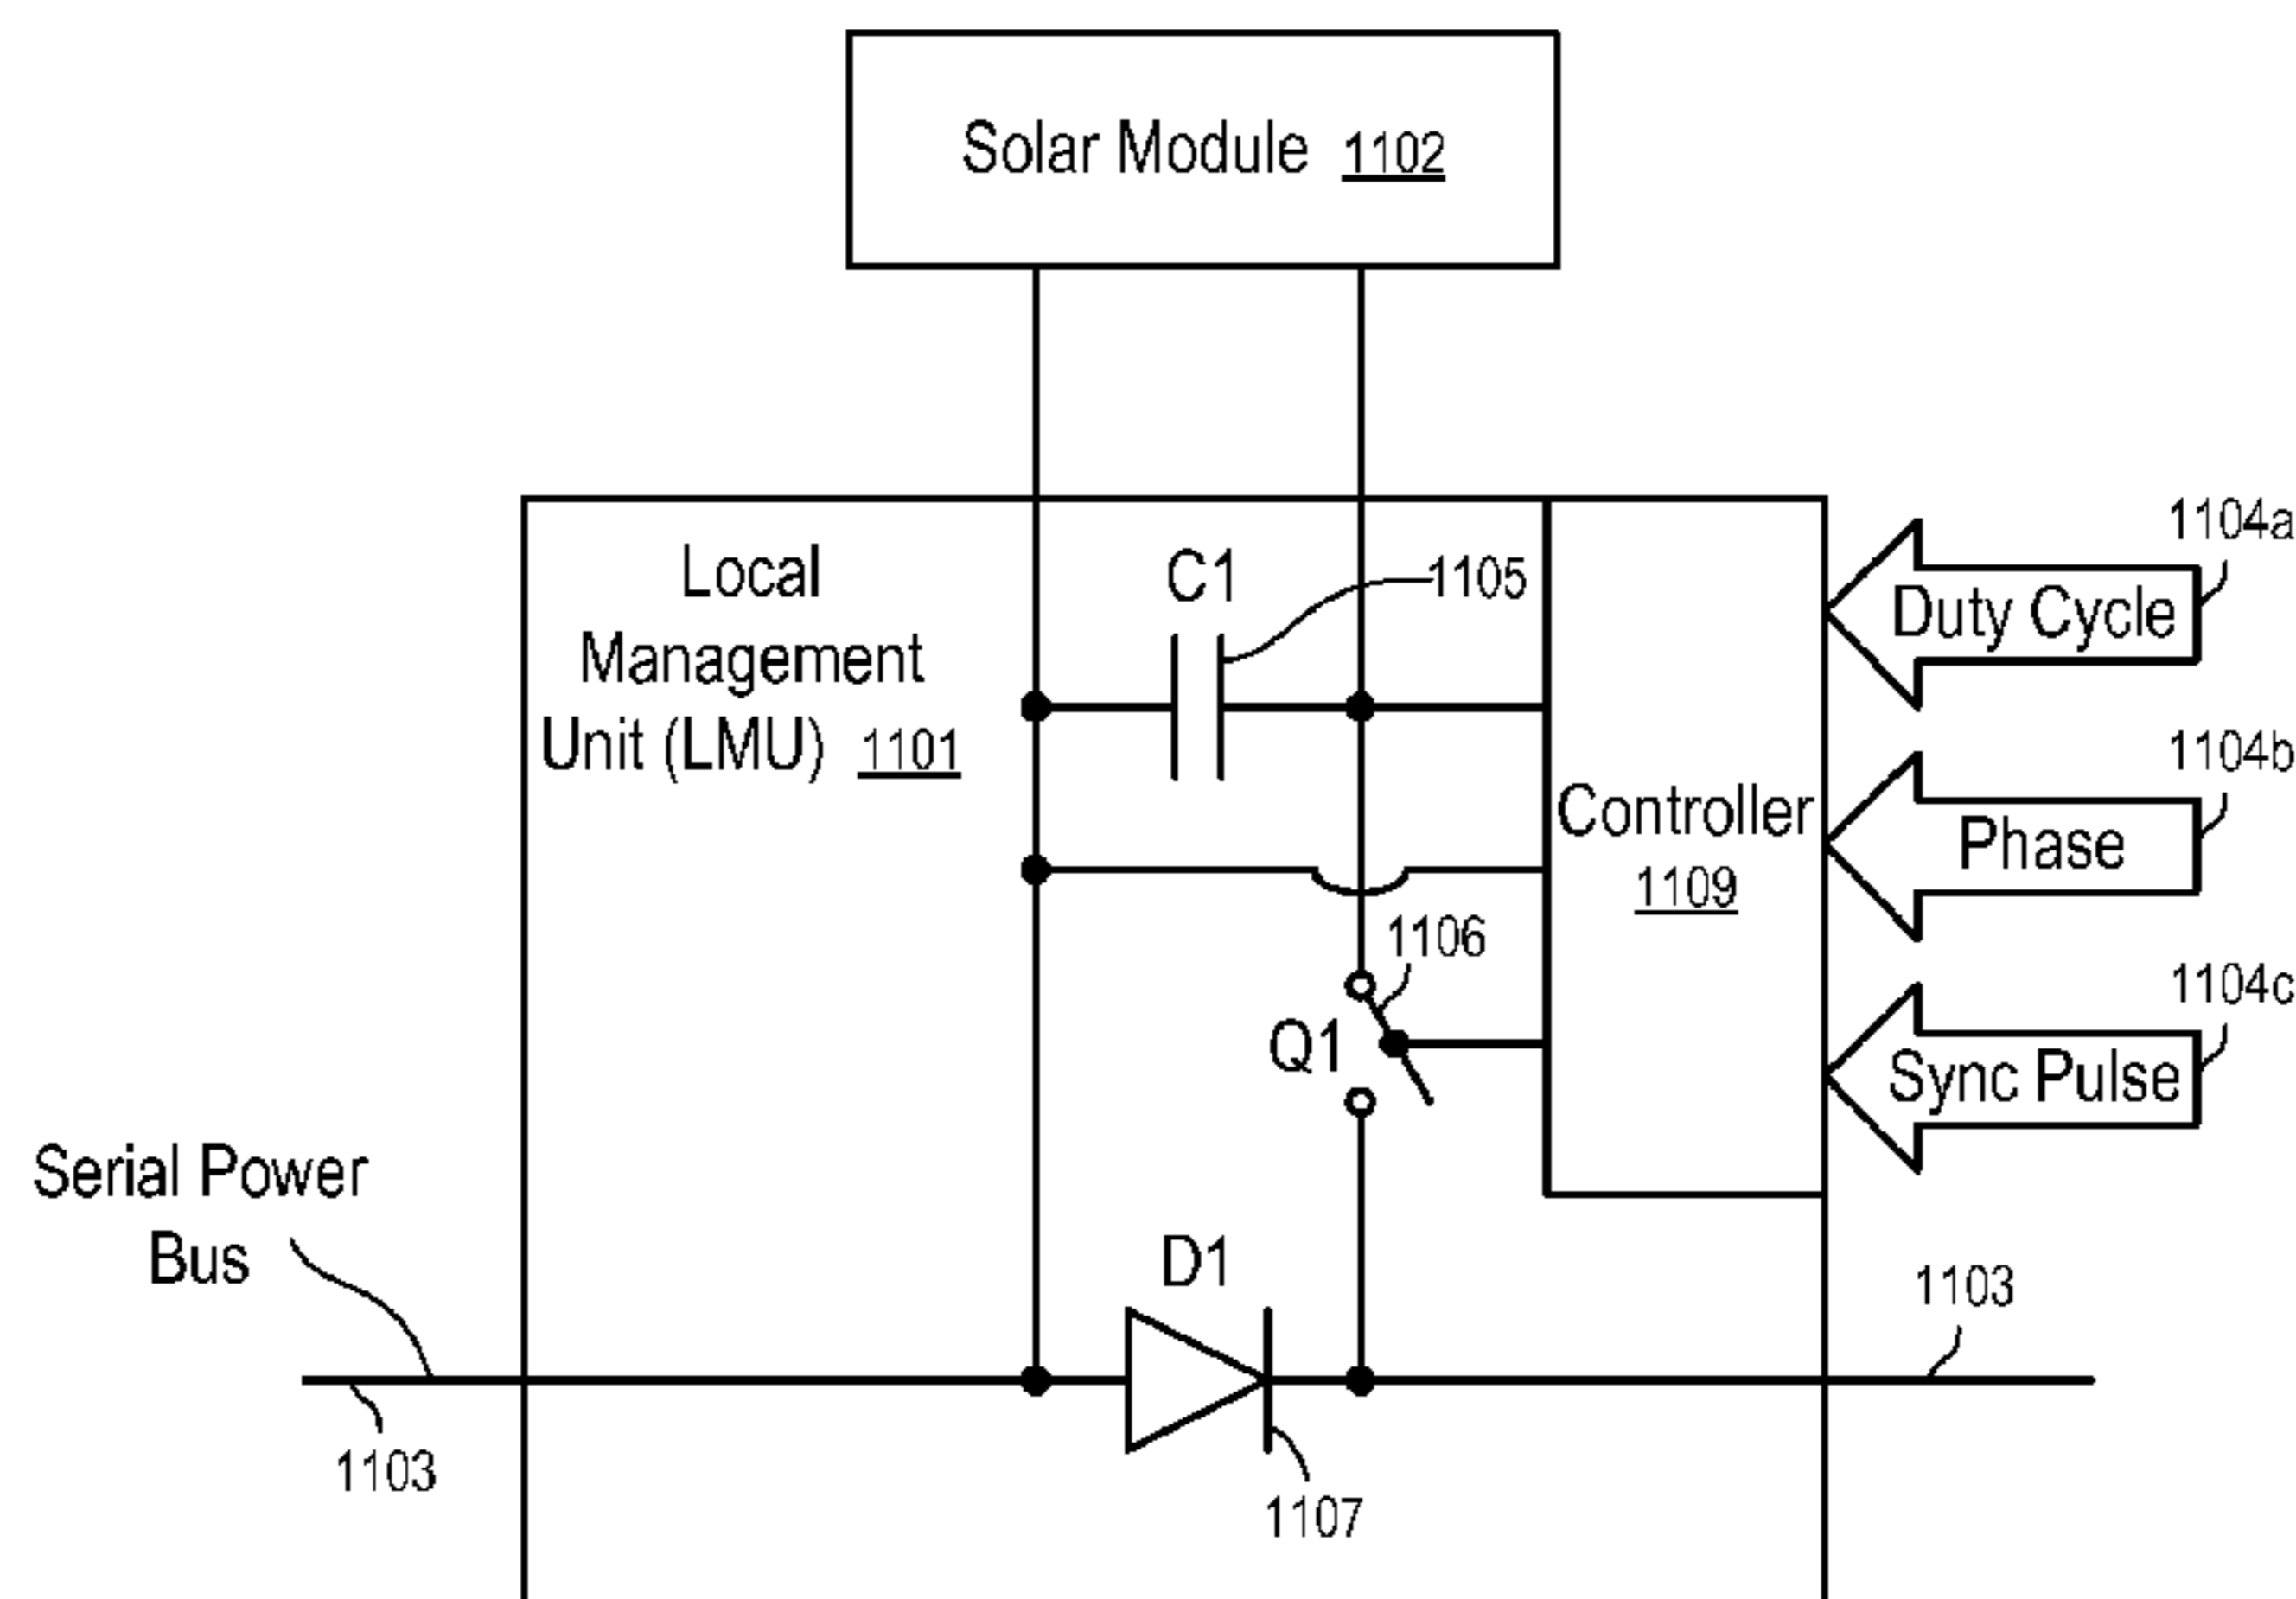 Solar Module 1102
Local
Management
Unit (LMU) 1101
C1
1105
1104a
Duty Cycle
1104b
Phase
Controller
1109
1106
Q1
1104c
Sync Pulse
Serial Power
Bus
D1
1103
1103
1107